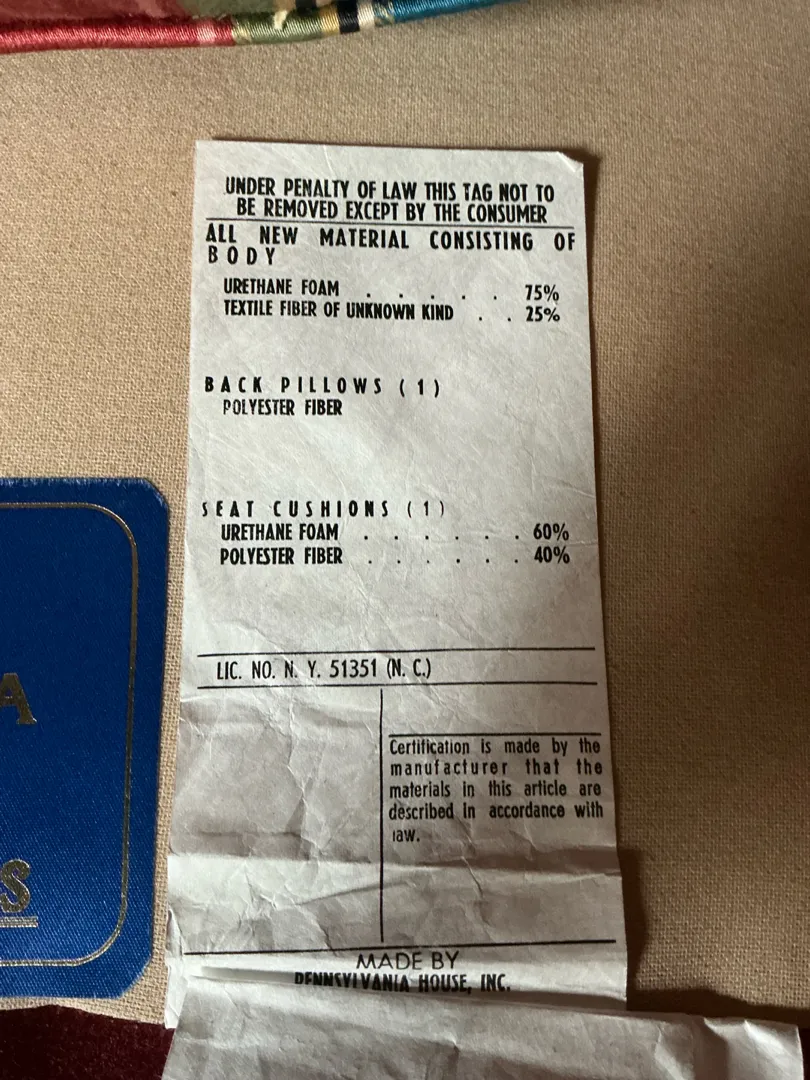 UNDER PENALTY OF LAW THIS TAG NOT TO
BE REMOVED EXCEPT BY THE CONSUMER
ALL NEW MATERIAL CONSISTING OF
BODY
URETHANE FOAM . . . . . 75%
TEXTILE FIBER OF UNKNOWN KIND . . 25%
BACK PILLOWS (1)
POLYESTER FIBER
SEAT CUSHIONS (1)
URETHANE FOAM . . . . . . 60%
POLYESTER FIBER . . . . . . 40%
LIC. NO. N. Y. 51351 (N. C.)
Certification is made by the
manufacturer that the
materials in this article are
described in accordance with
law.
MADE BY
PENNSYLVANIA HOUSE, INC.
A
S